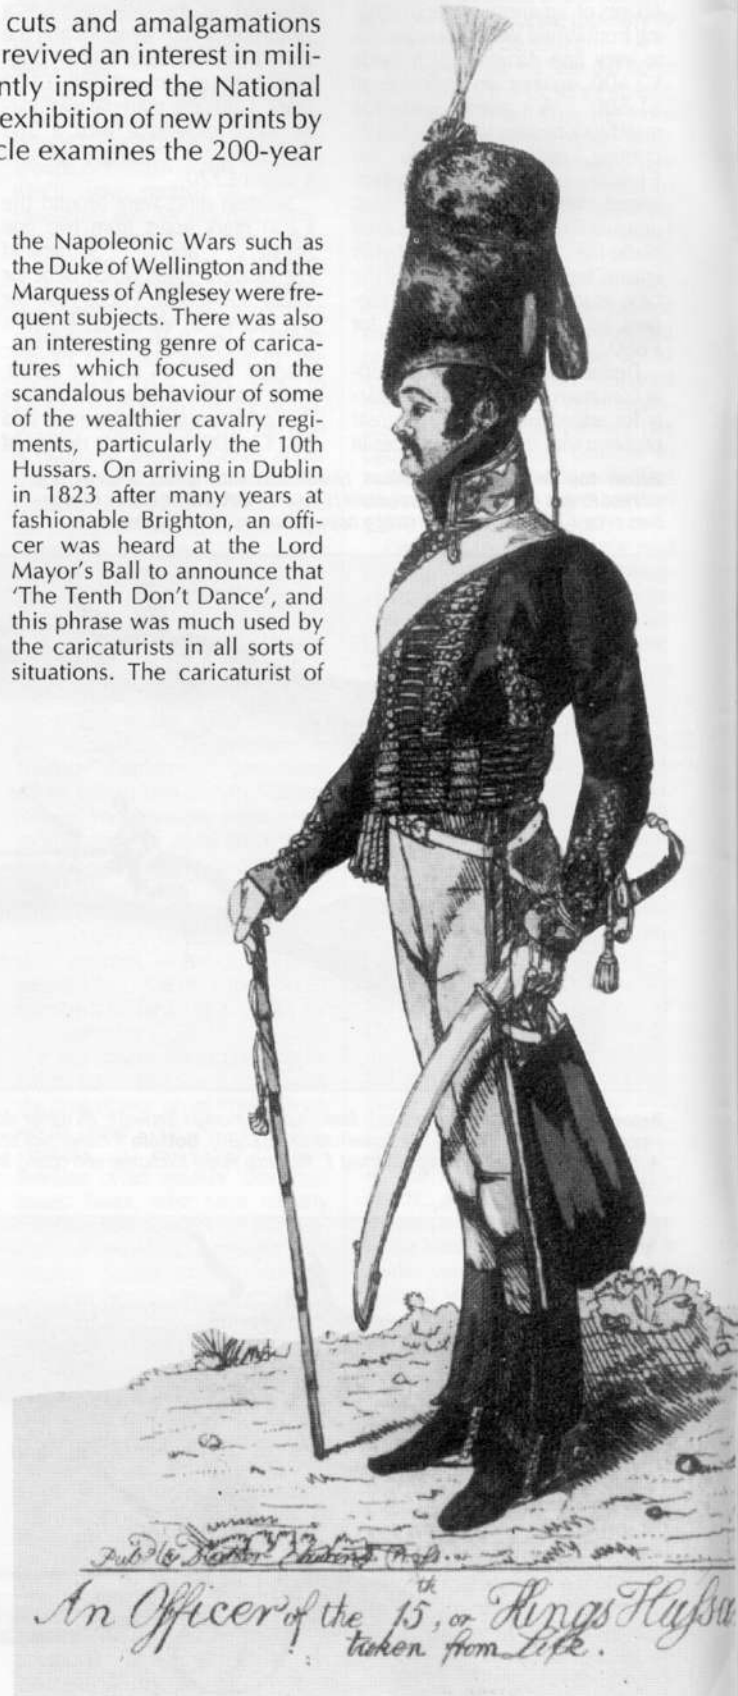 cuts and amalgamations
revived an interest in mili-
ntly inspired the National
exhibition of new prints by
cle examines the 200-year
the Napoleonic Wars such as
the Duke of Wellington and the
Marquess of Anglesey were fre-
quent subjects. There was also
an interesting genre of carica-
tures which focused on the
scandalous behaviour of some
of the wealthier cavalry regi-
ments, particularly the 10th
Hussars. On arriving in Dublin
in 1823 after many years at
fashionable Brighton, an offi-
cer was heard at the Lord
Mayor's Ball to announce that
'The Tenth Don't Dance', and
this phrase was much used by
the caricaturists in all sorts of
situations. The caricaturist of
Pub.d by Dighton
An Officer of the 15th, or Kings Hussa
taken from Life.